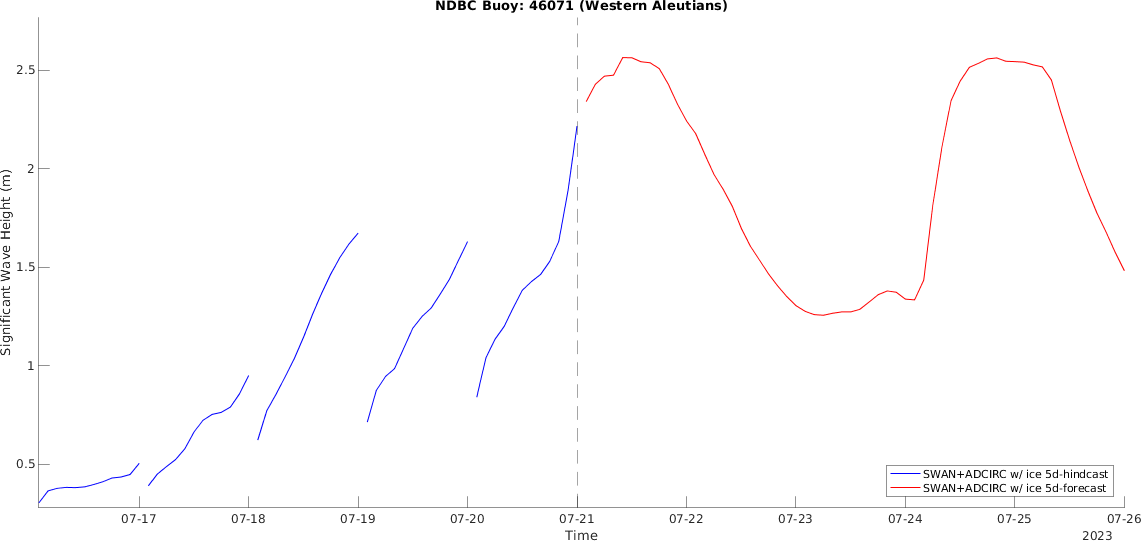 NDBC Buoy: 46071 (Western Aleutians)
2.5
2
1.5
1
0.5
Significant Wave Height (m)
SWAN+ADCIRC w/ ice 5d-hindcast
SWAN+ADCIRC w/ ice 5d-forecast
07-17 07-18 07-19 07-20 07-21 07-22 07-23 07-24 07-25 07-26
Time
2023